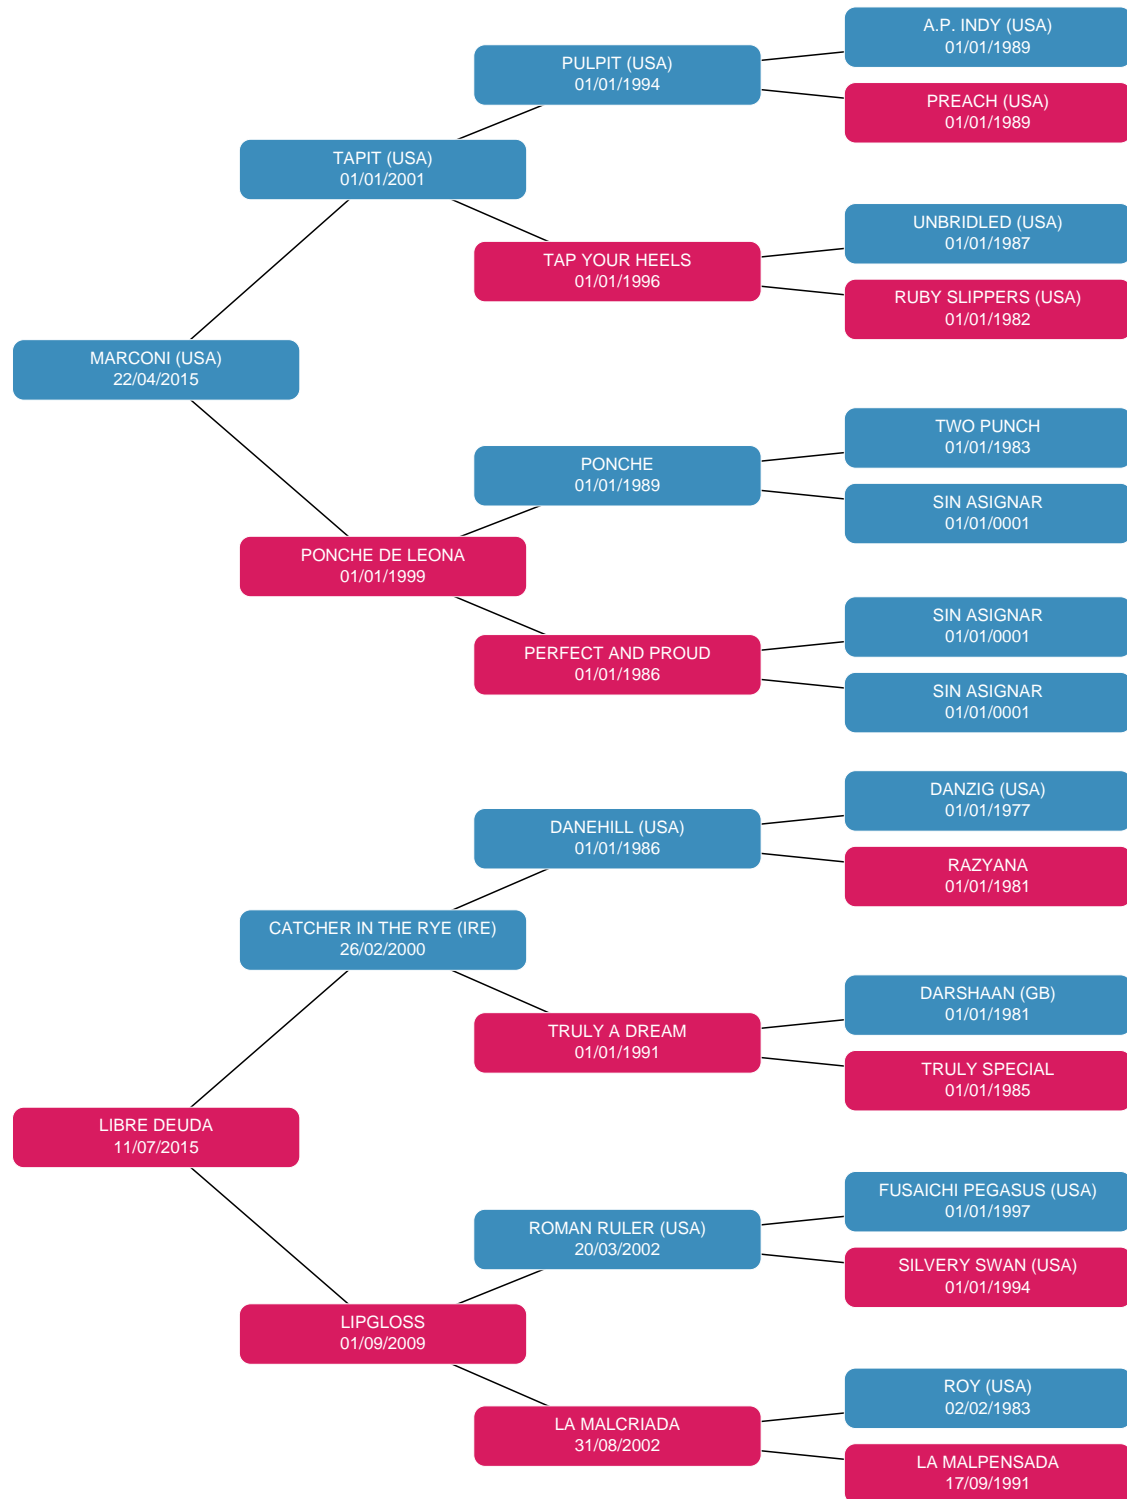 A.P. INDY (USA)
01/01/1989
PULPIT (USA)
01/01/1994
PREACH (USA)
01/01/1989
TAPIT (USA)
01/01/2001
UNBRIDLED (USA)
01/01/1987
TAP YOUR HEELS
01/01/1996
RUBY SLIPPERS (USA)
01/01/1982
MARCONI (USA)
22/04/2015
TWO PUNCH
01/01/1983
PONCHE
01/01/1989
SIN ASIGNAR
01/01/0001
PONCHE DE LEONA
01/01/1999
SIN ASIGNAR
01/01/0001
PERFECT AND PROUD
01/01/1986
SIN ASIGNAR
01/01/0001
DANZIG (USA)
01/01/1977
DANEHILL (USA)
01/01/1986
RAZYANA
01/01/1981
CATCHER IN THE RYE (IRE)
26/02/2000
DARSHAAN (GB)
01/01/1981
TRULY A DREAM
01/01/1991
TRULY SPECIAL
01/01/1985
LIBRE DEUDA
11/07/2015
FUSAICHI PEGASUS (USA)
01/01/1997
ROMAN RULER (USA)
20/03/2002
SILVERY SWAN (USA)
01/01/1994
LIPGLOSS
01/09/2009
ROY (USA)
02/02/1983
LA MALCRIADA
31/08/2002
LA MALPENSADA
17/09/1991